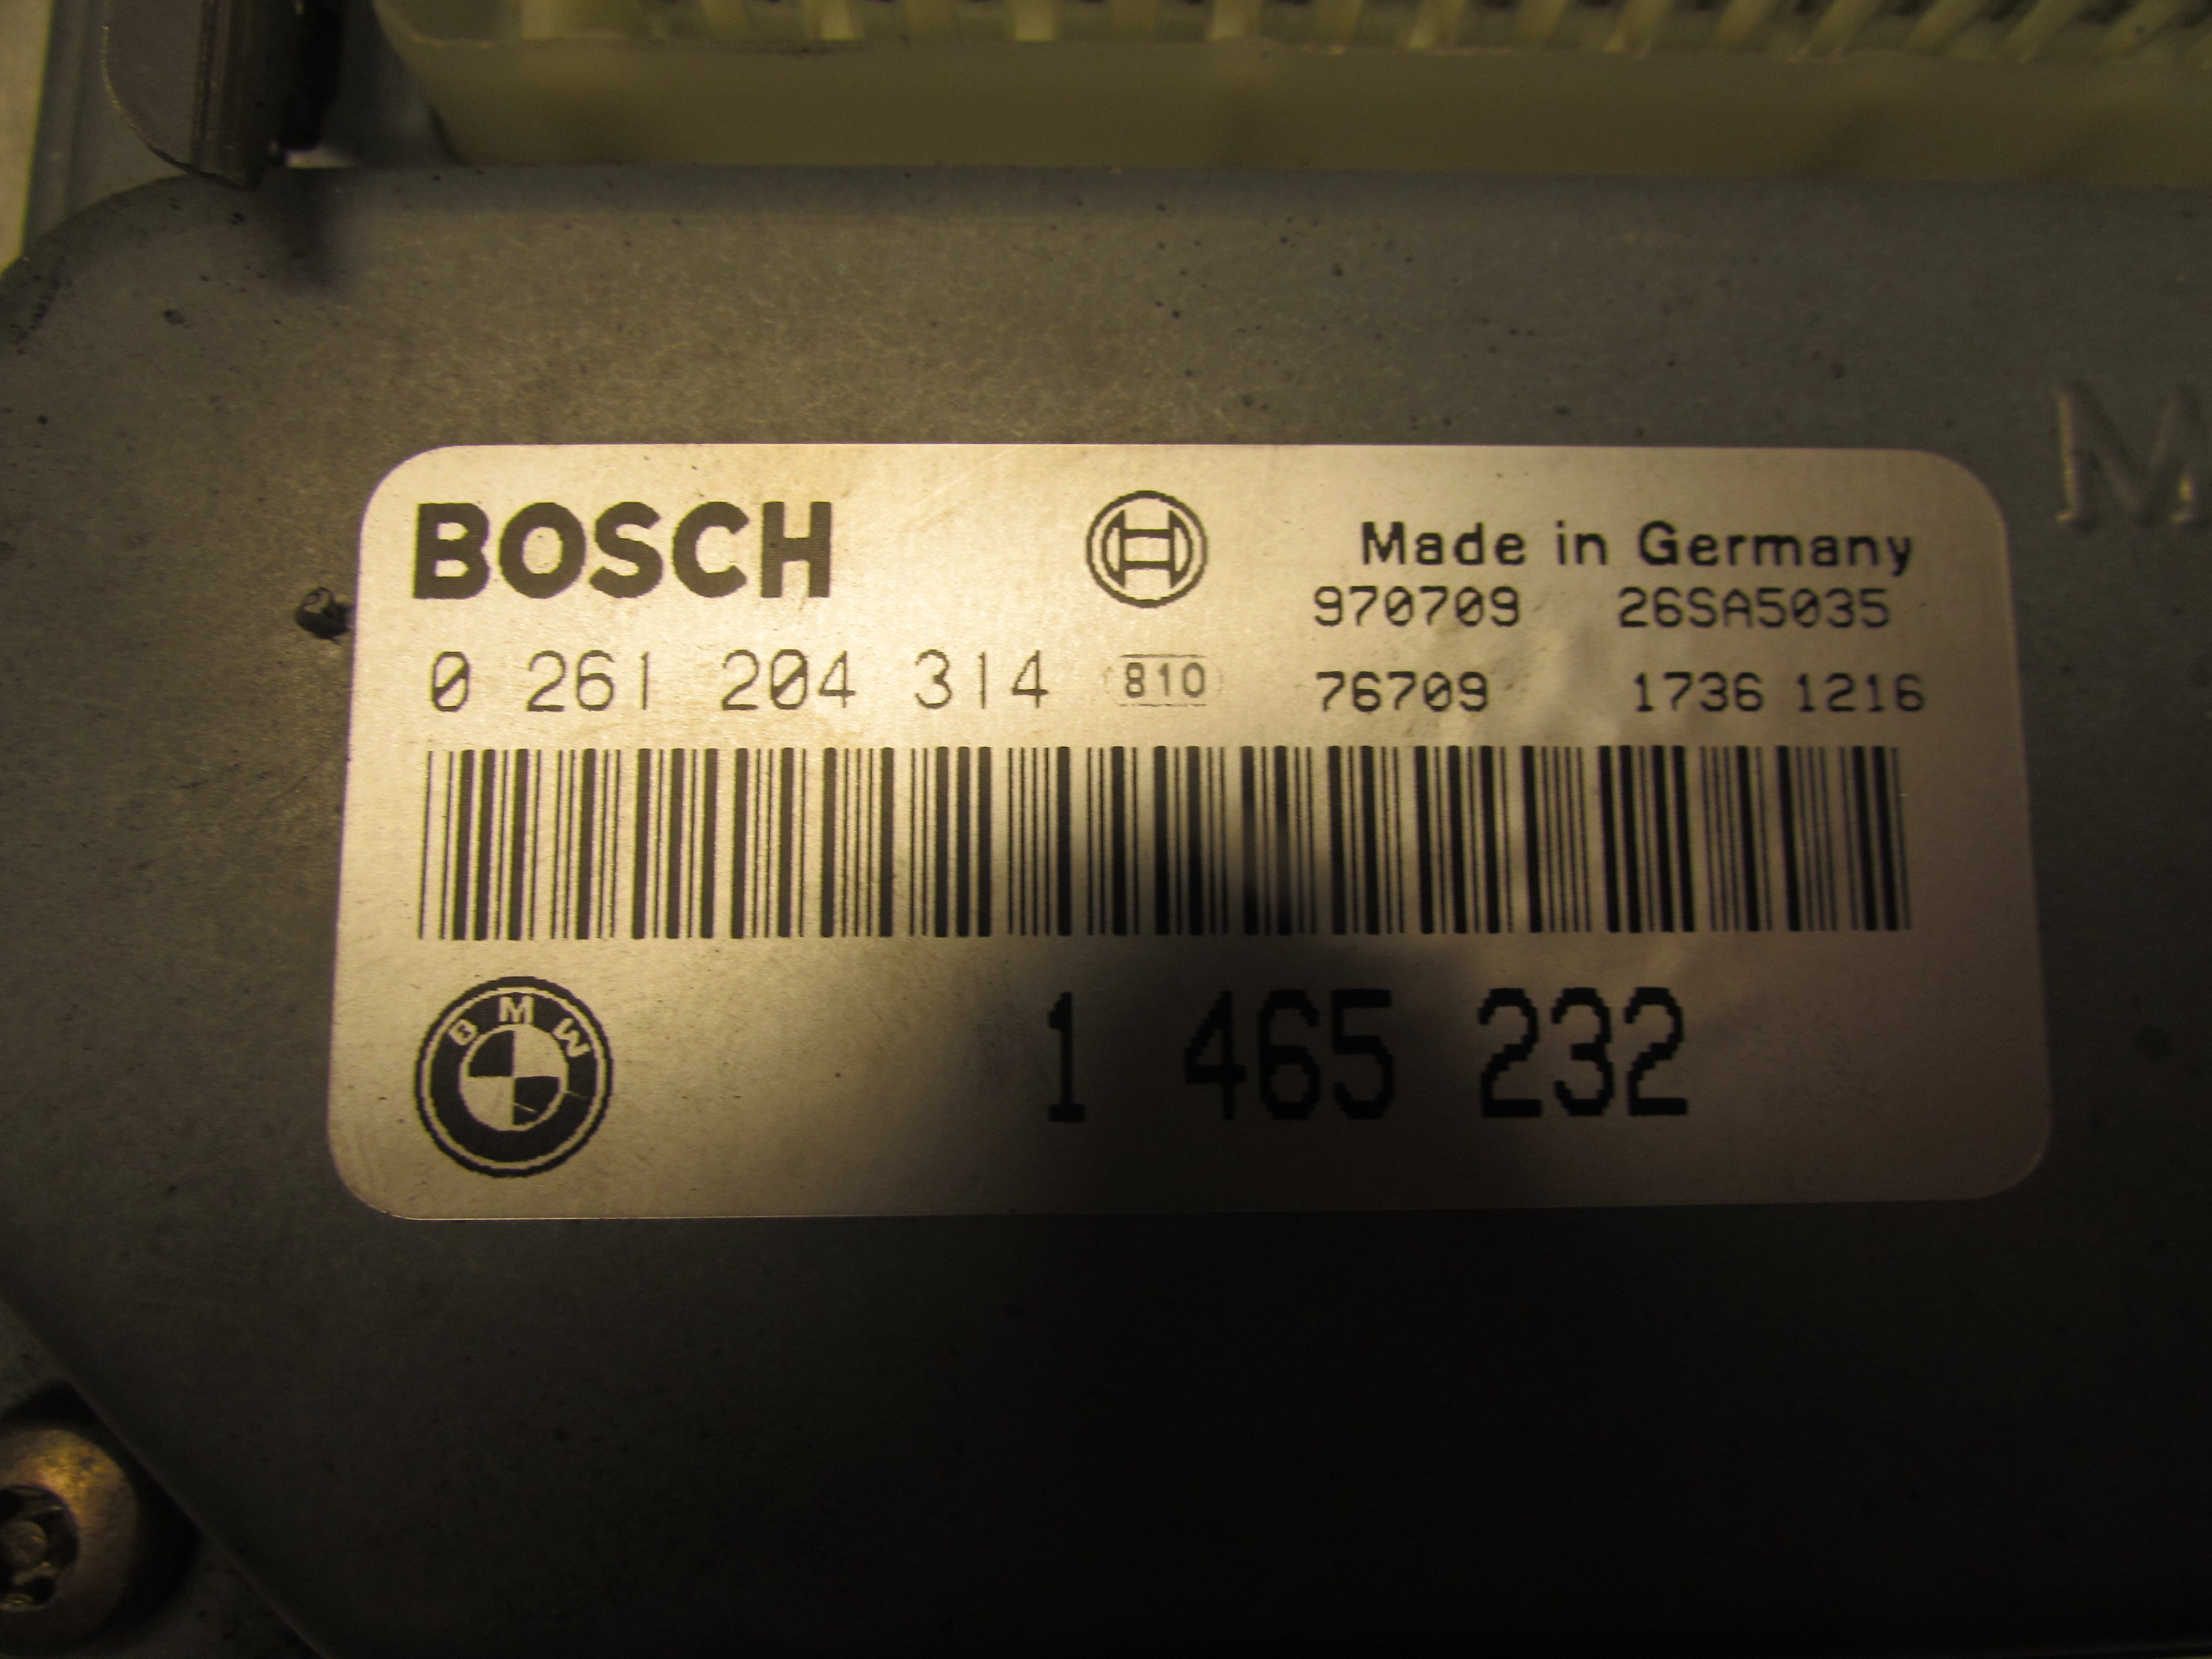 BOSCH
Made in Germany
970709 26SA5035
0 261 204 314 810 76709 1736 1216
BMW
1 465 232
M